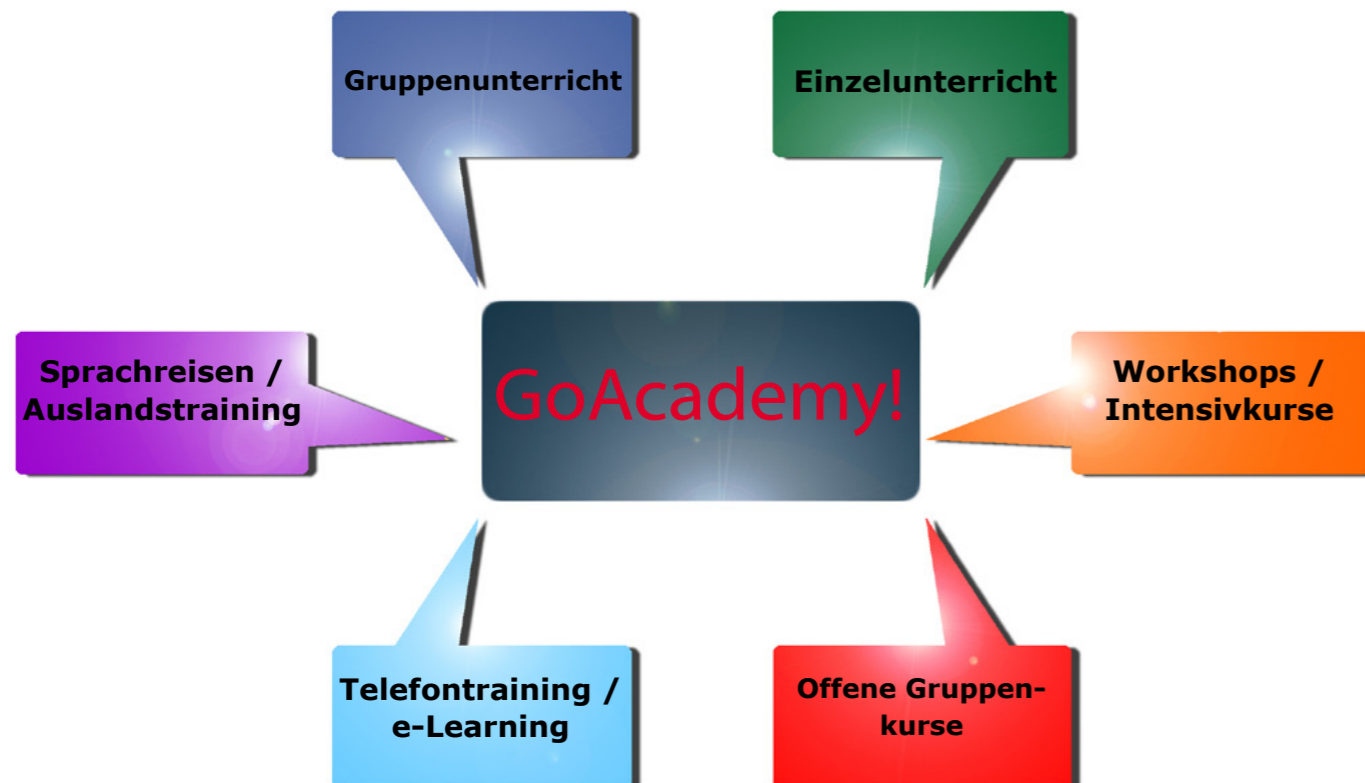 Gruppenunterricht
Einzelunterricht
Sprachreisen /
Auslandstraining
GoAcademy!
Workshops /
Intensivkurse
Telefontraining /
e-Learning
Offene Gruppen-
kurse